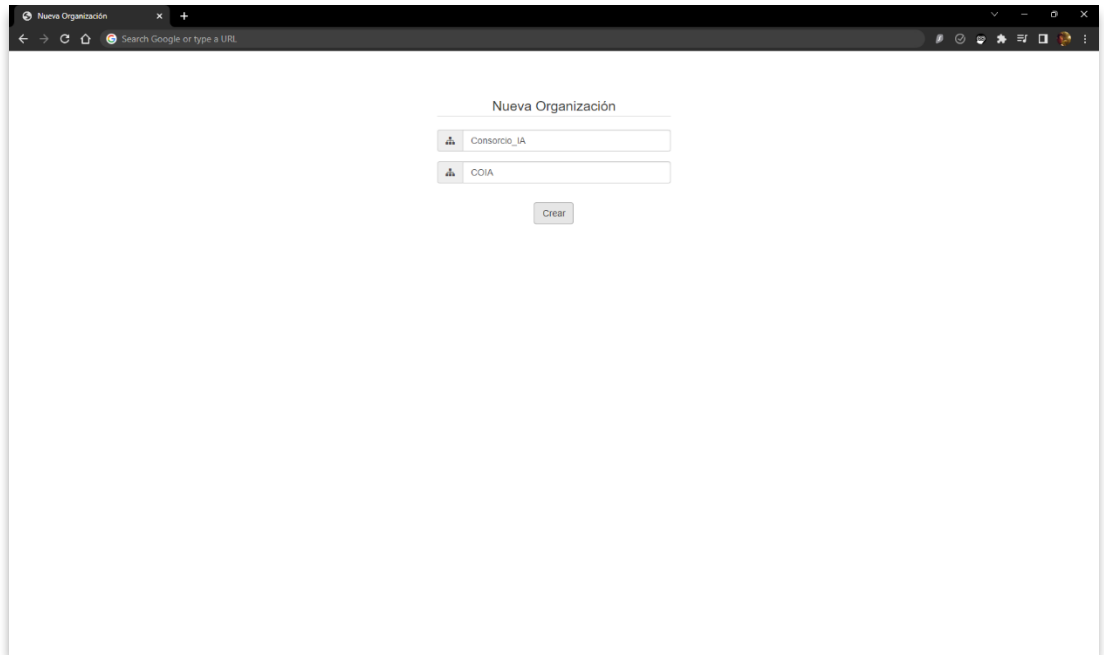 Nueva Organización
Search Google or type a URL
Nueva Organización
Consorcio_IA
COIA
Crear